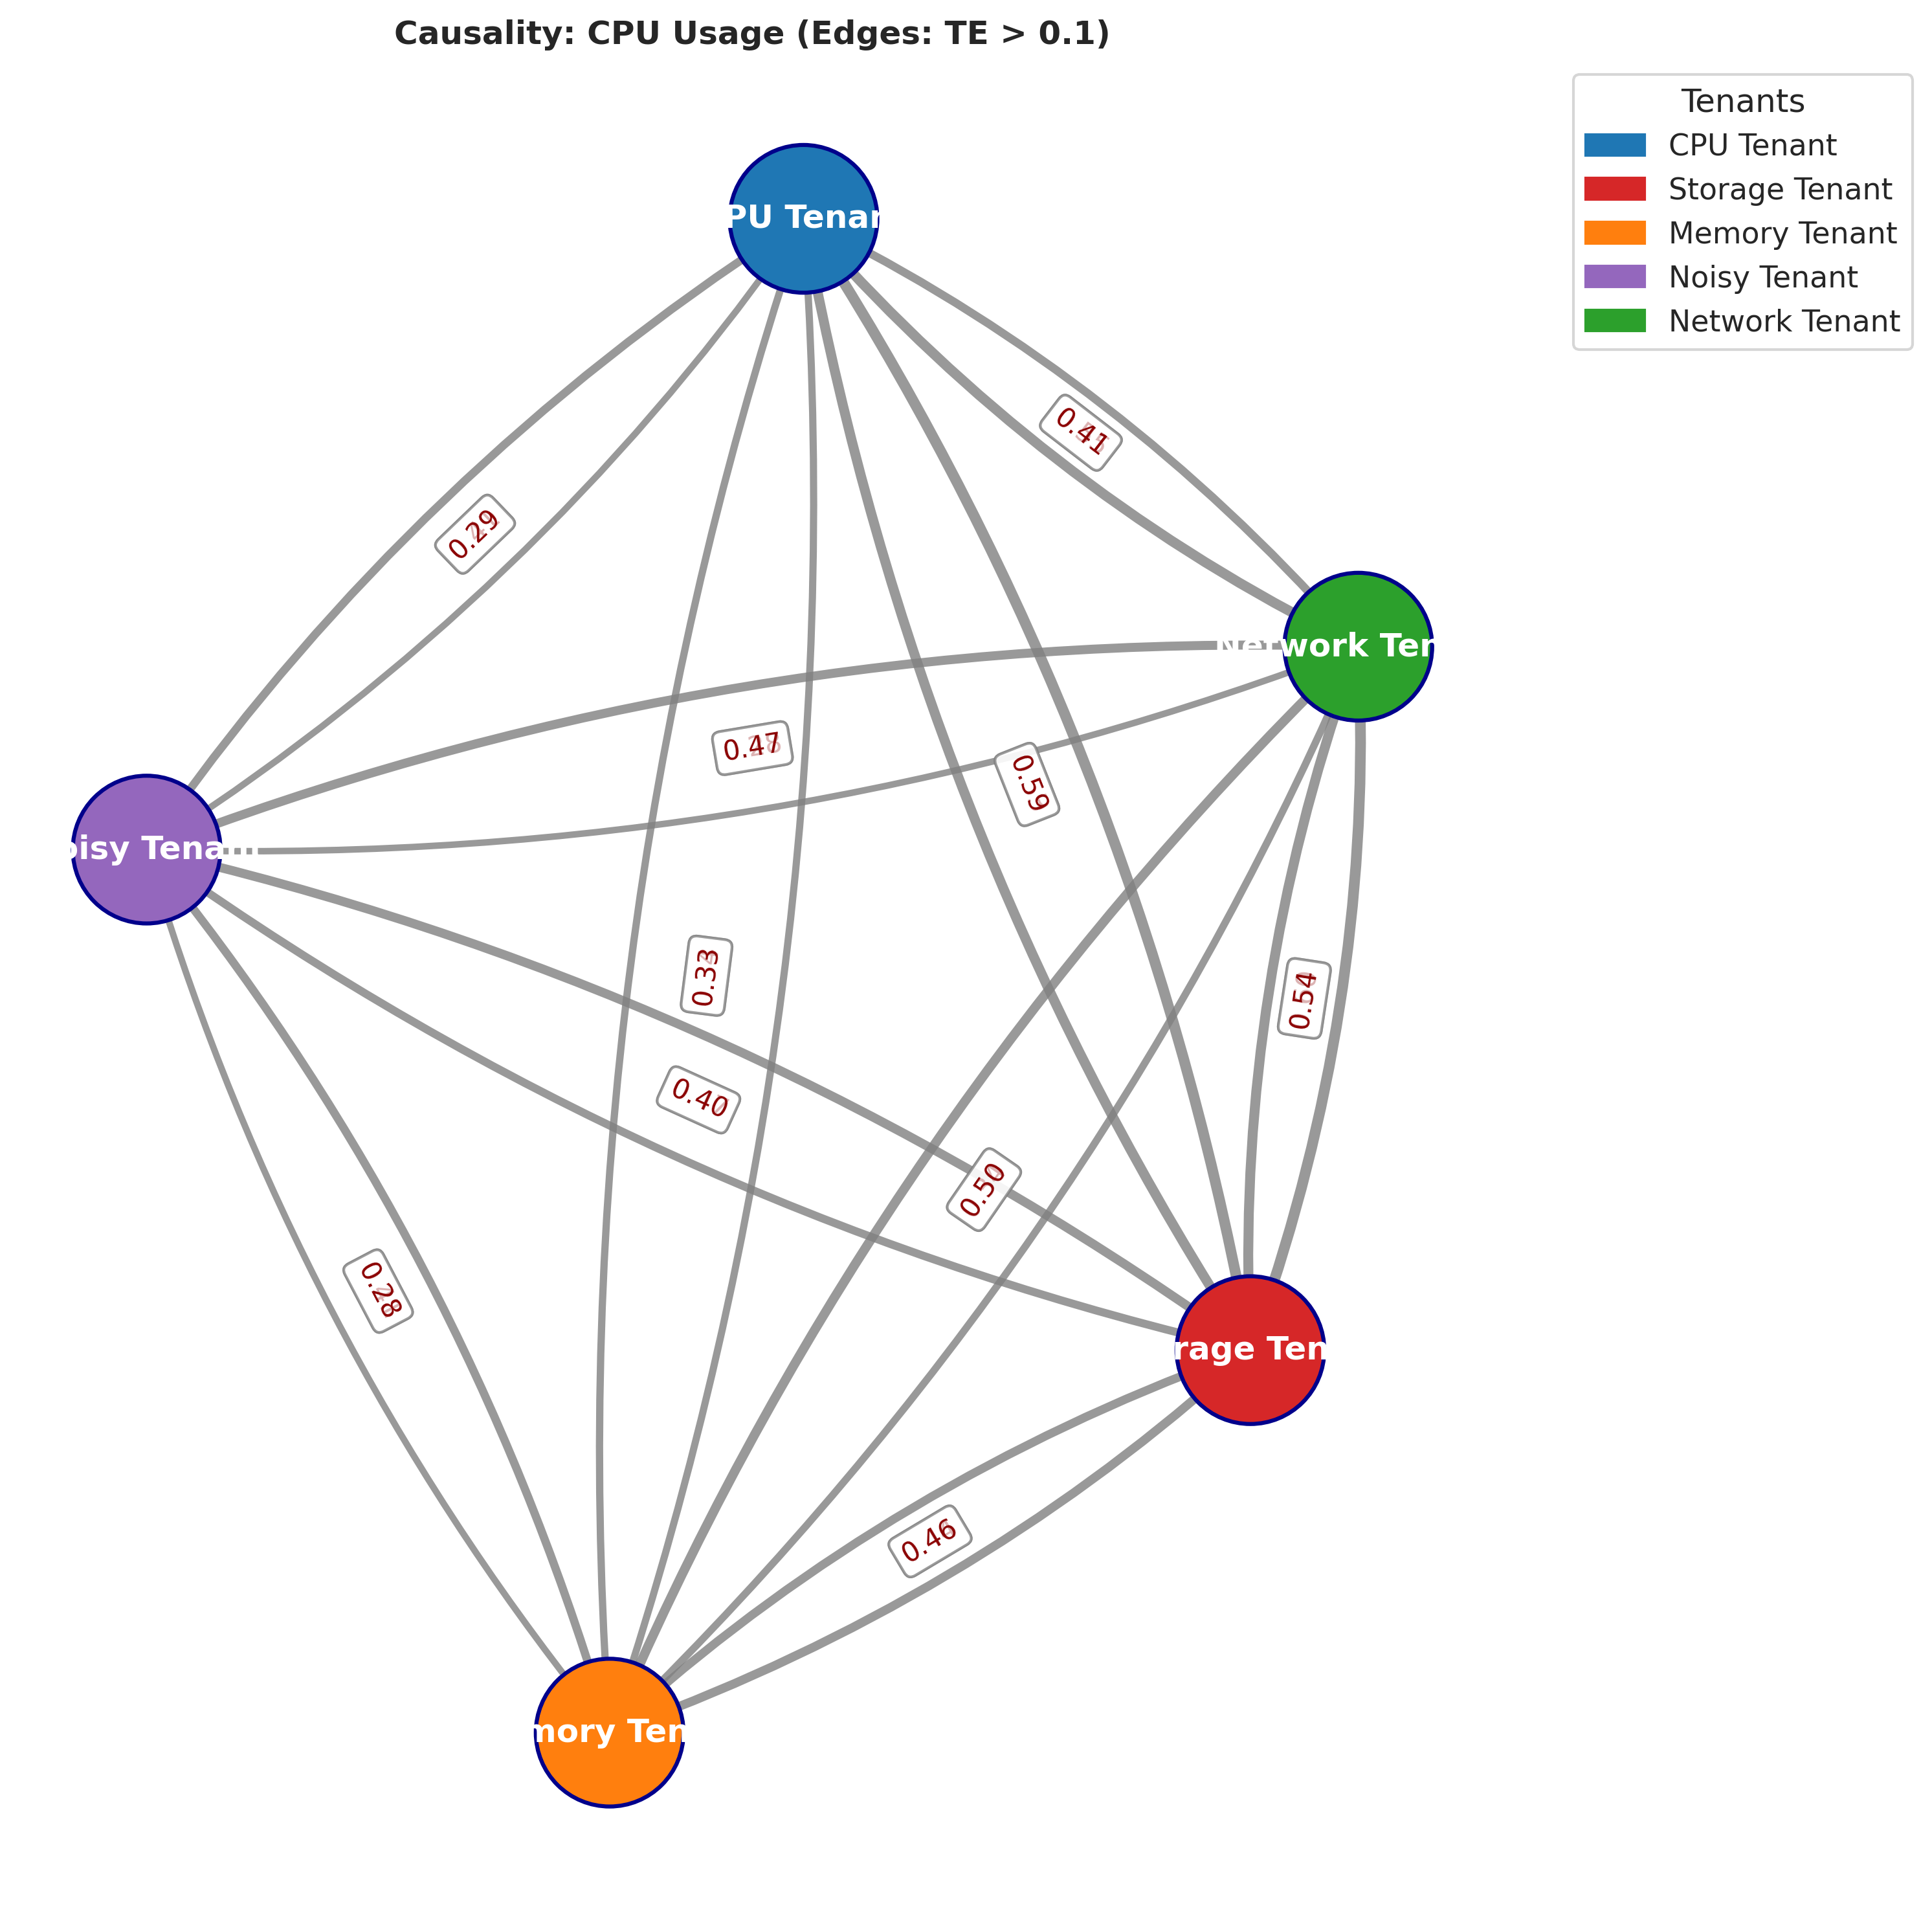 Causality: CPU Usage (Edges: TE > 0.1)
Tenants
CPU Tenant
Storage Tenant
Memory Tenant
Noisy Tenant
Network Tenant
PU Tenan
0.41
0.29
Network Ten
0.47
0.59
oisy Tena...
0.33
0.54
0.40
0.50
0.28
rage Ten
0.46
mory Ten